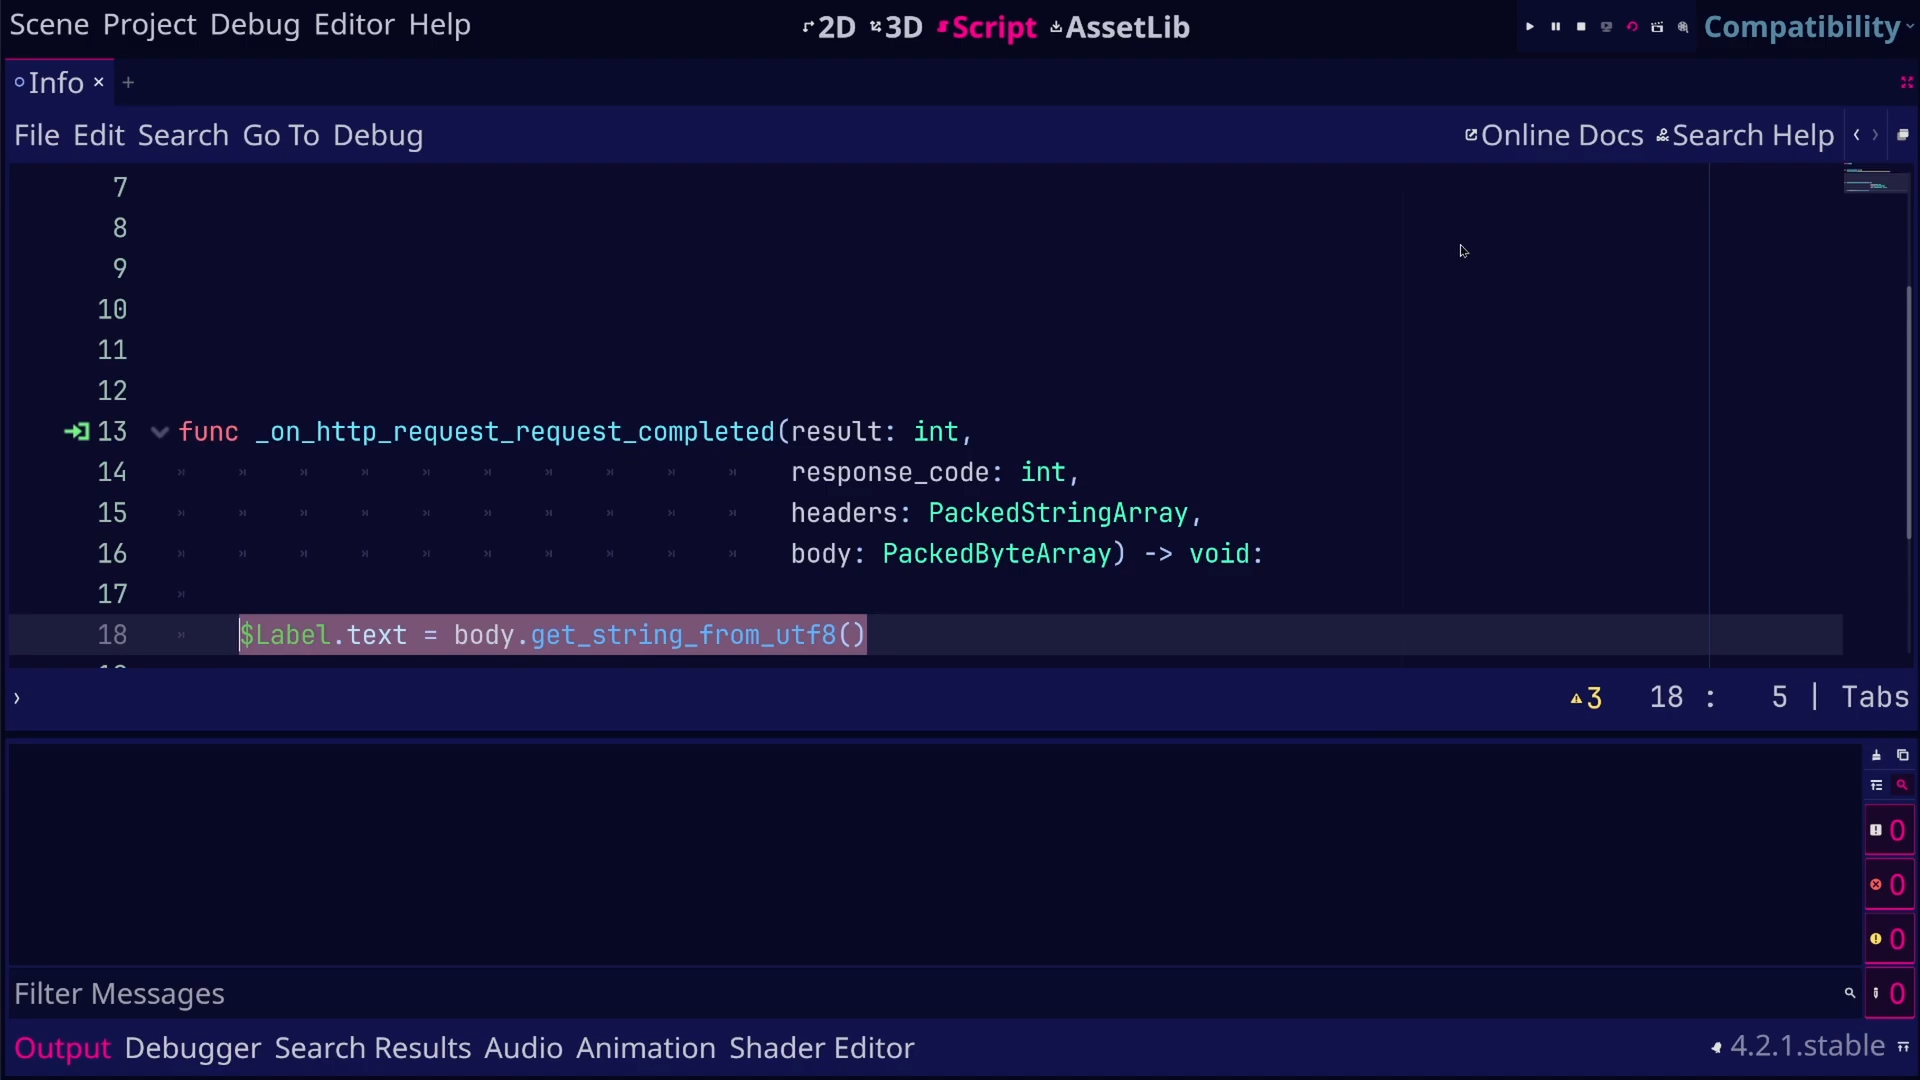 Scene Project Debug Editor Help
2D 3D Script AssetLib
Compatibility
Info × +
File Edit Search Go To Debug
Online Docs Search Help
7
8
9
10
11
12
13 func _on_http_request_request_completed(result: int,
14 response_code: int,
15 headers: PackedStringArray,
16 body: PackedByteArray) -> void:
17
18 $Label.text = body.get_string_from_utf8()
3 18 : 5 | Tabs
0
0
0
Filter Messages
0
Output Debugger Search Results Audio Animation Shader Editor
4.2.1.stable